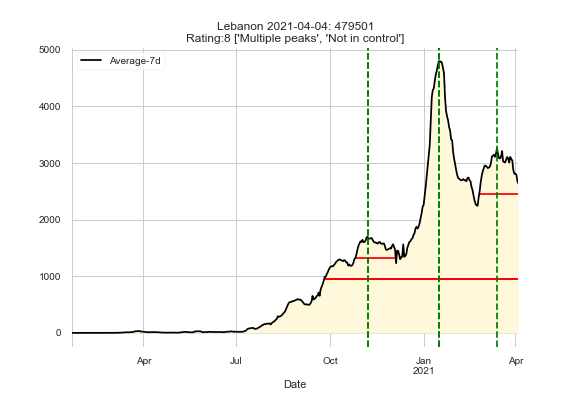 Lebanon 2021-04-04: 479501
Rating:8 ['Multiple peaks', 'Not in control']
Average-7d
5000
4000
3000
2000
1000
0
Apr
Jul
Oct
Jan
2021
Apr
Date